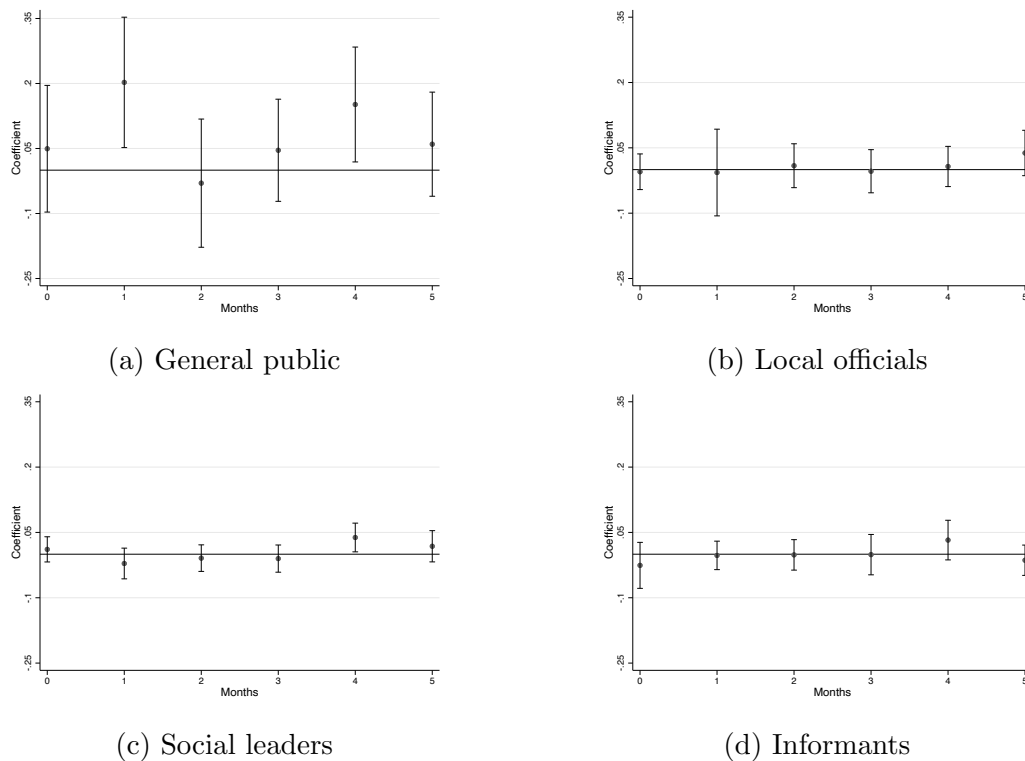 .35
.2
.05
-.1
-.25
Coefficient
0 1 2 3 4 5
Months
(a) General public
.35
.2
.05
-.1
-.25
Coefficient
0 1 2 3 4 5
Months
(b) Local officials
.35
.2
.05
-.1
-.25
Coefficient
0 1 2 3 4 5
Months
(c) Social leaders
.35
.2
.05
-.1
-.25
Coefficient
0 1 2 3 4 5
Months
(d) Informants